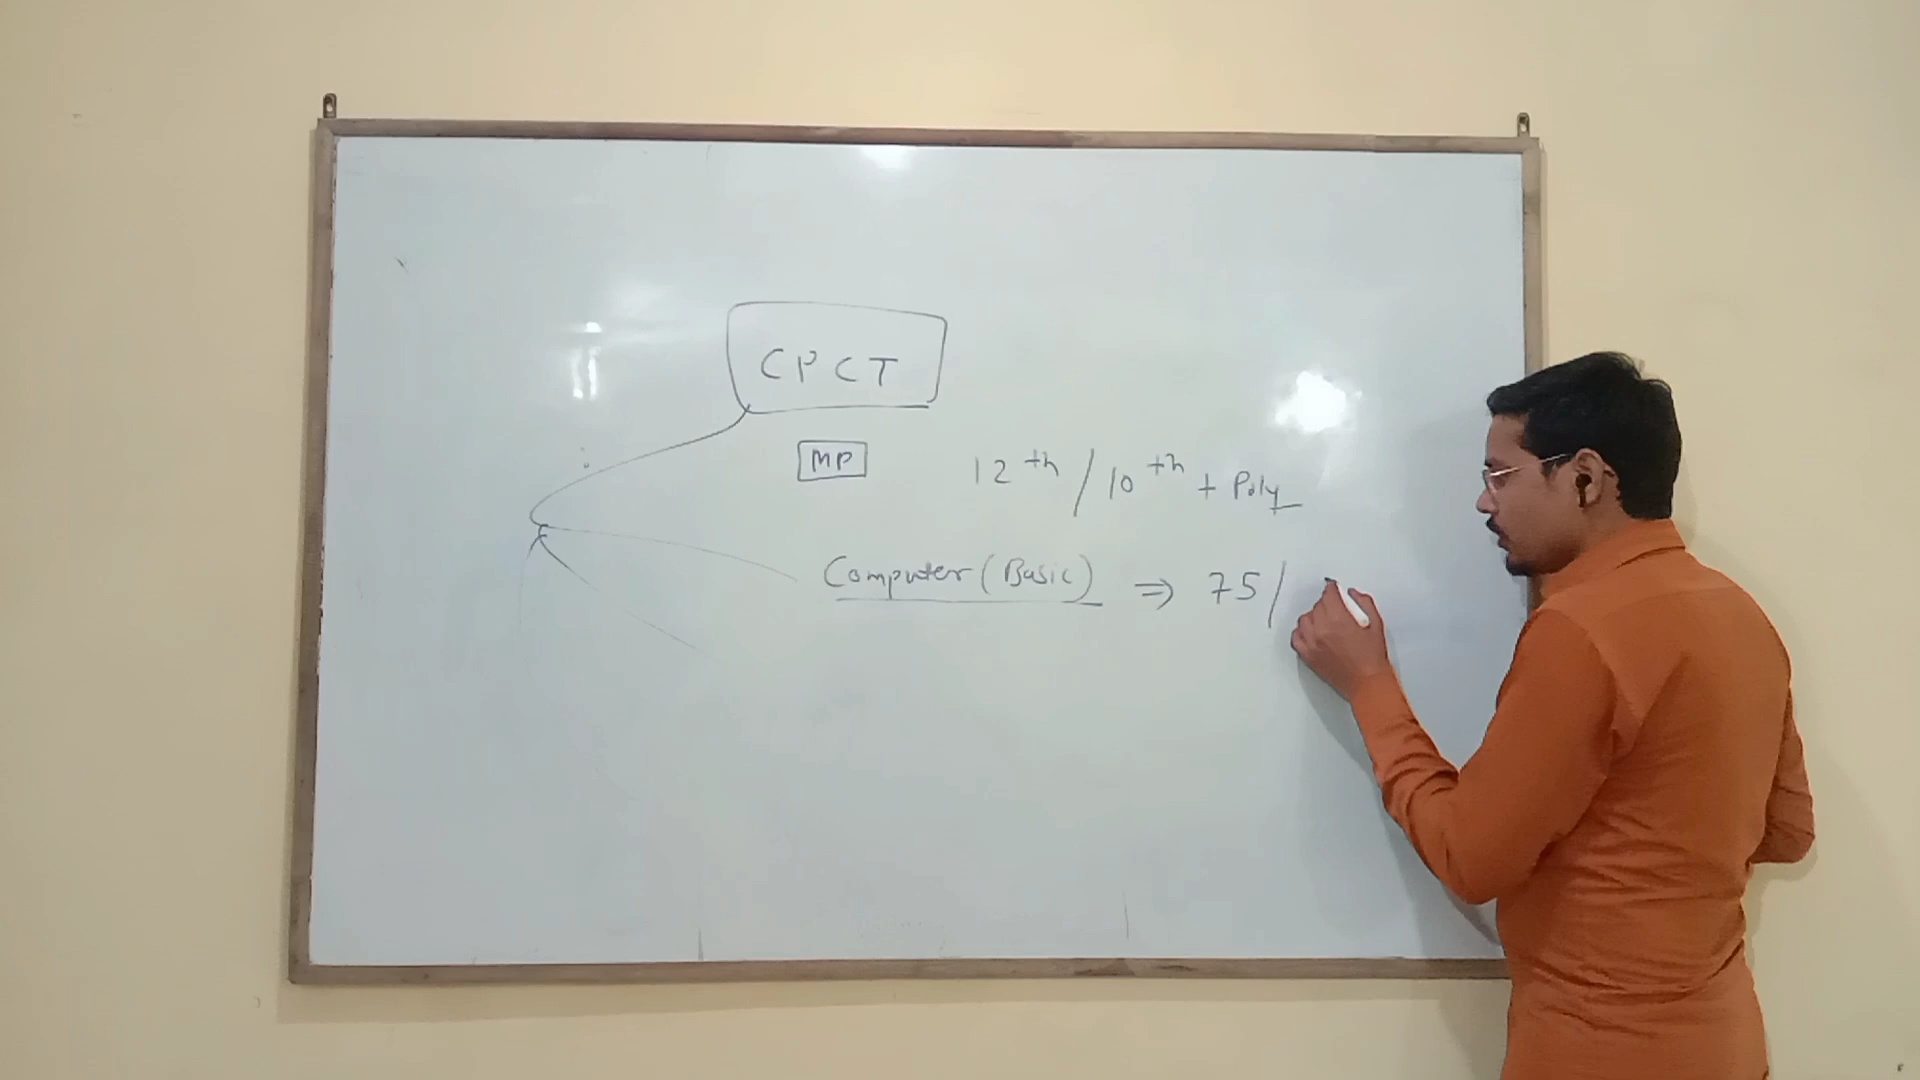 CPCT
MP
12th / 10th + Poly
Computer (Basic) ⇒ 75 /